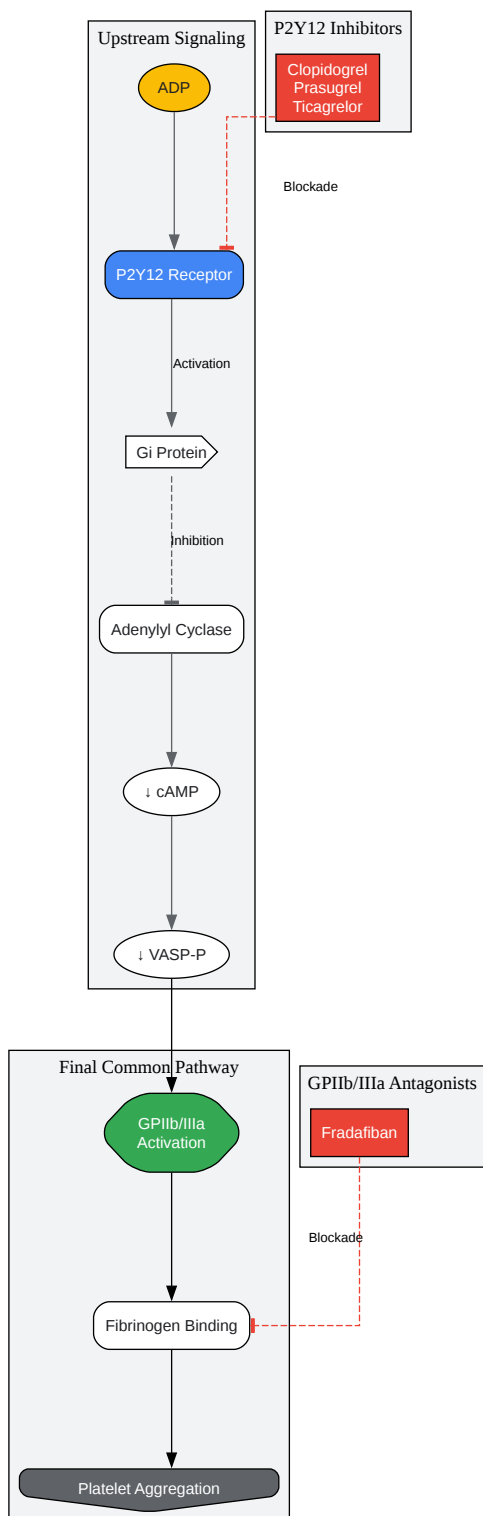 P2Y12 Inhibitors
Clopidogrel
Prasugrel
Ticagrelor
Blockade
Upstream Signaling
ADP
P2Y12 Receptor
Activation
Gi Protein
Inhibition
Adenylyl Cyclase
↓ cAMP
↓ VASP-P
Final Common Pathway
GPIIb/IIIa
Activation
GPIIb/IIIa Antagonists
Fradafiban
Blockade
Fibrinogen Binding
Platelet Aggregation